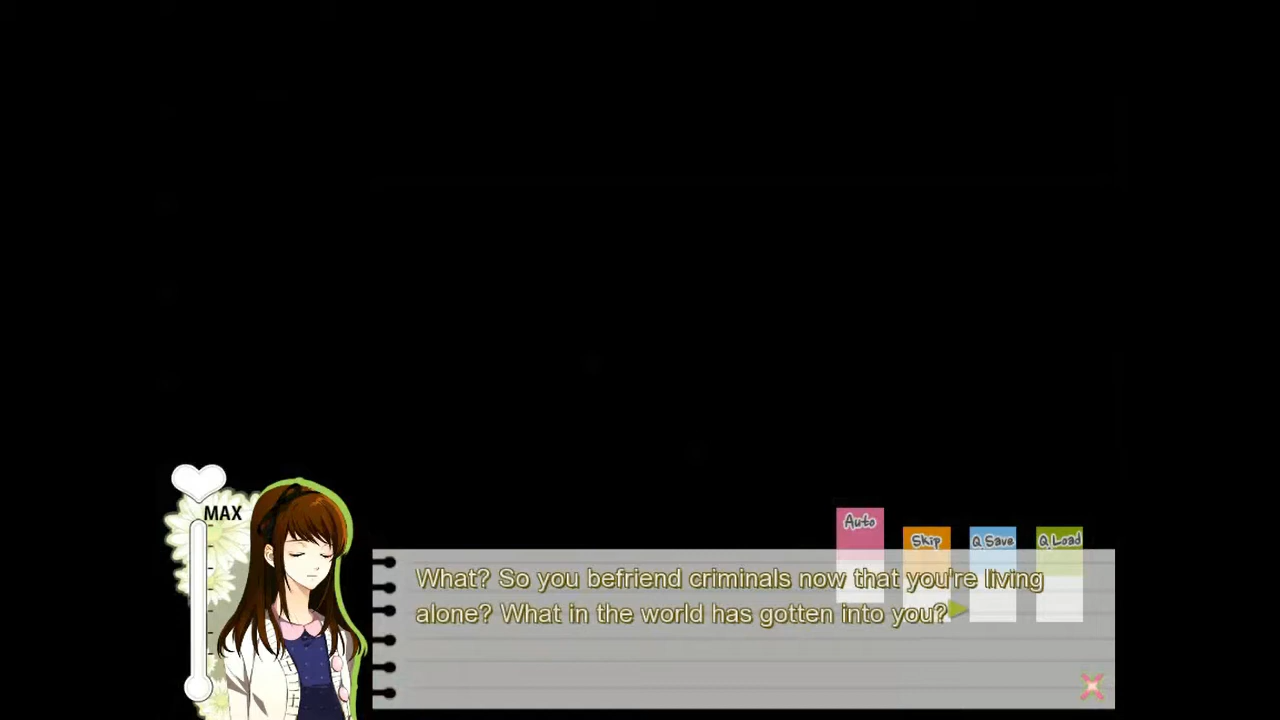 MAX
Auto
Skip
Q Save
Q Load
What? So you befriend criminals now that you're living
alone? What in the world has gotten into you?